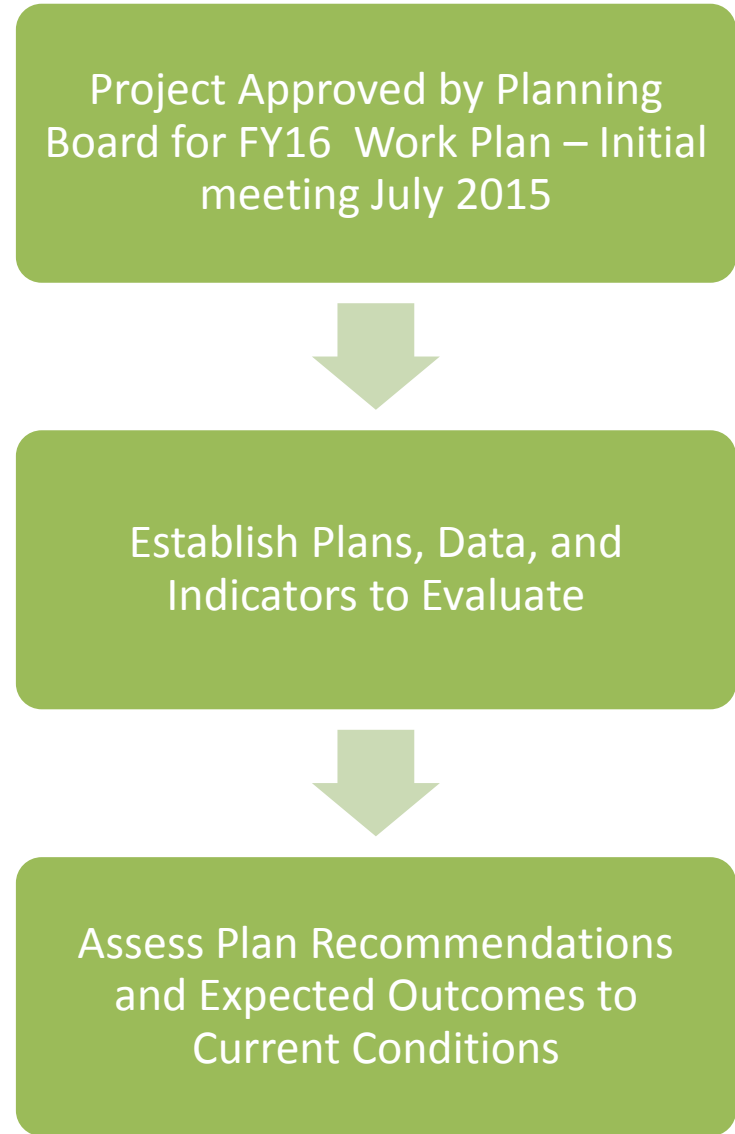 Project Approved by Planning
Board for FY16  Work Plan – Initial
meeting July 2015
Establish Plans, Data, and
Indicators to Evaluate
Assess Plan Recommendations
and Expected Outcomes to
Current Conditions